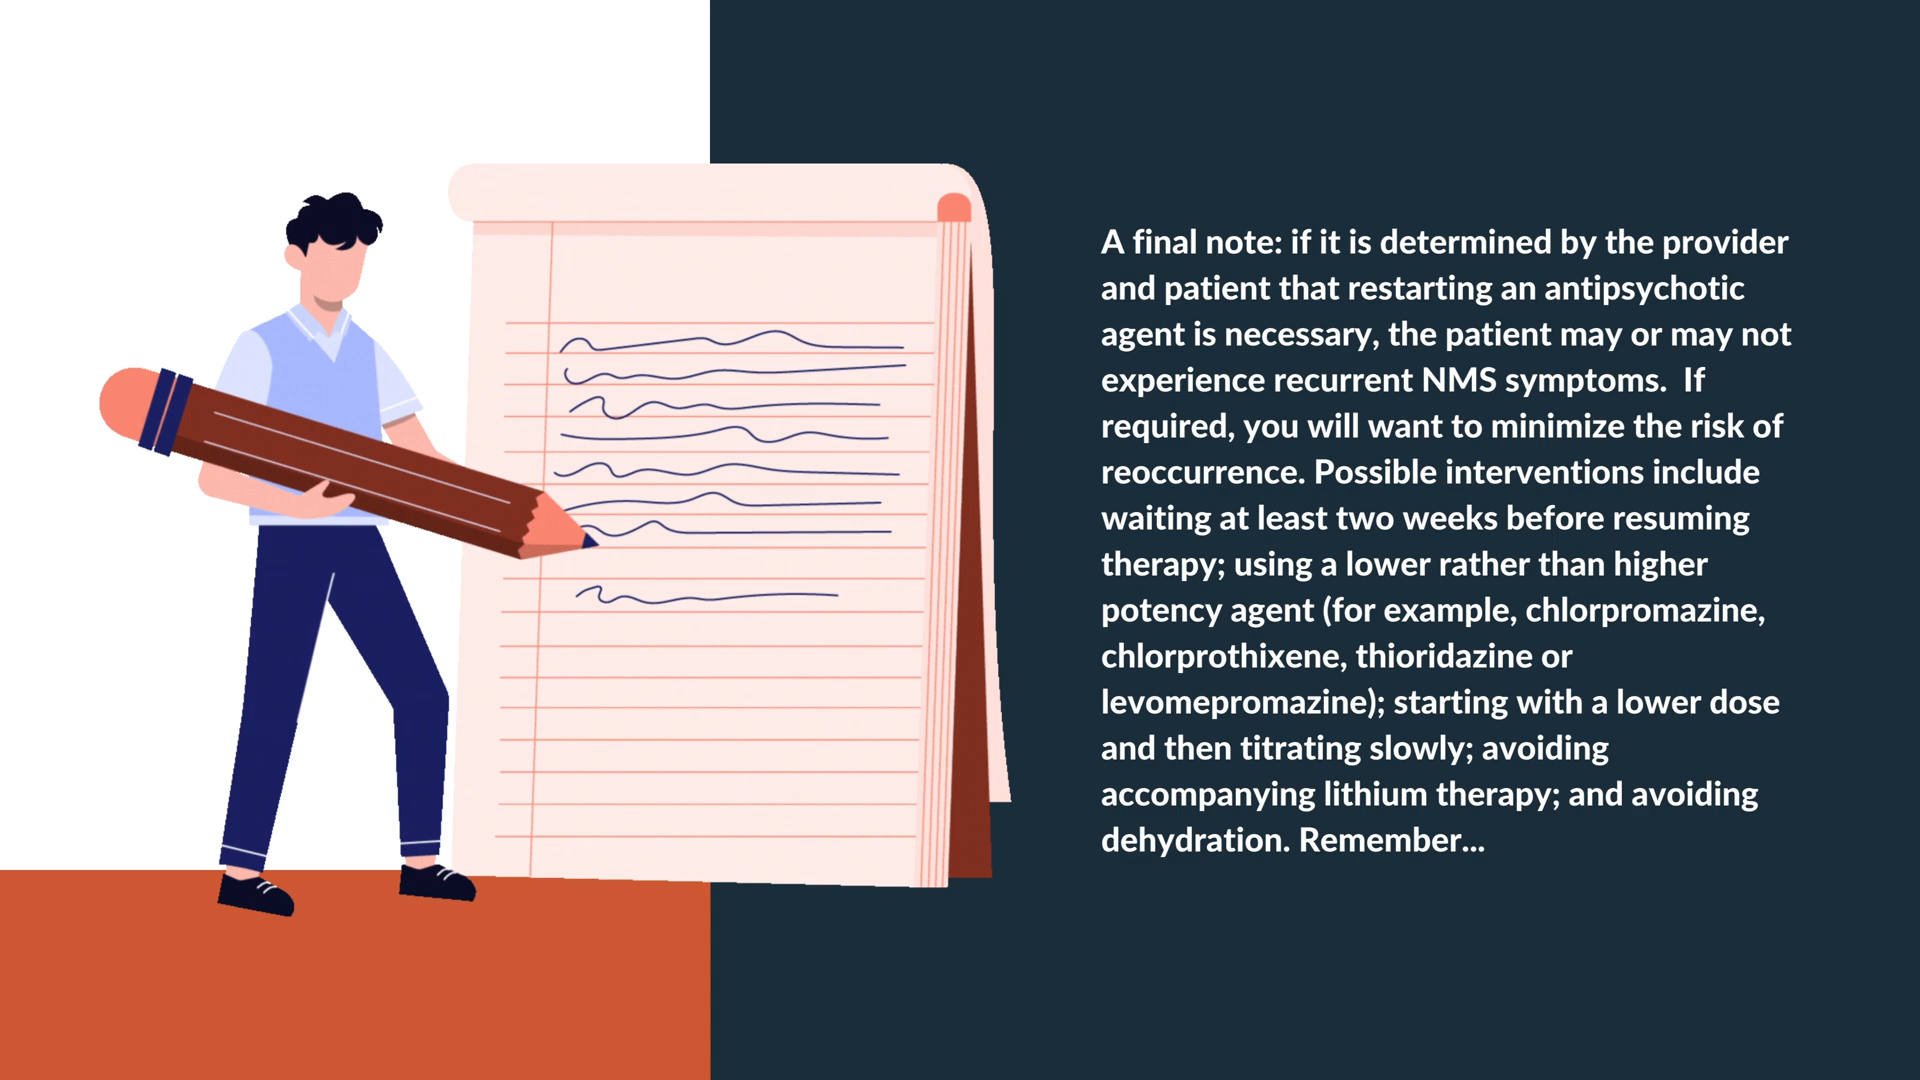 A final note: if it is determined by the provider
and patient that restarting an antipsychotic
agent is necessary, the patient may or may not
experience recurrent NMS symptoms.  If
required, you will want to minimize the risk of
reoccurrence. Possible interventions include
waiting at least two weeks before resuming
therapy; using a lower rather than higher
potency agent (for example, chlorpromazine,
chlorprothixene, thioridazine or
levomepromazine); starting with a lower dose
and then titrating slowly; avoiding
accompanying lithium therapy; and avoiding
dehydration. Remember...